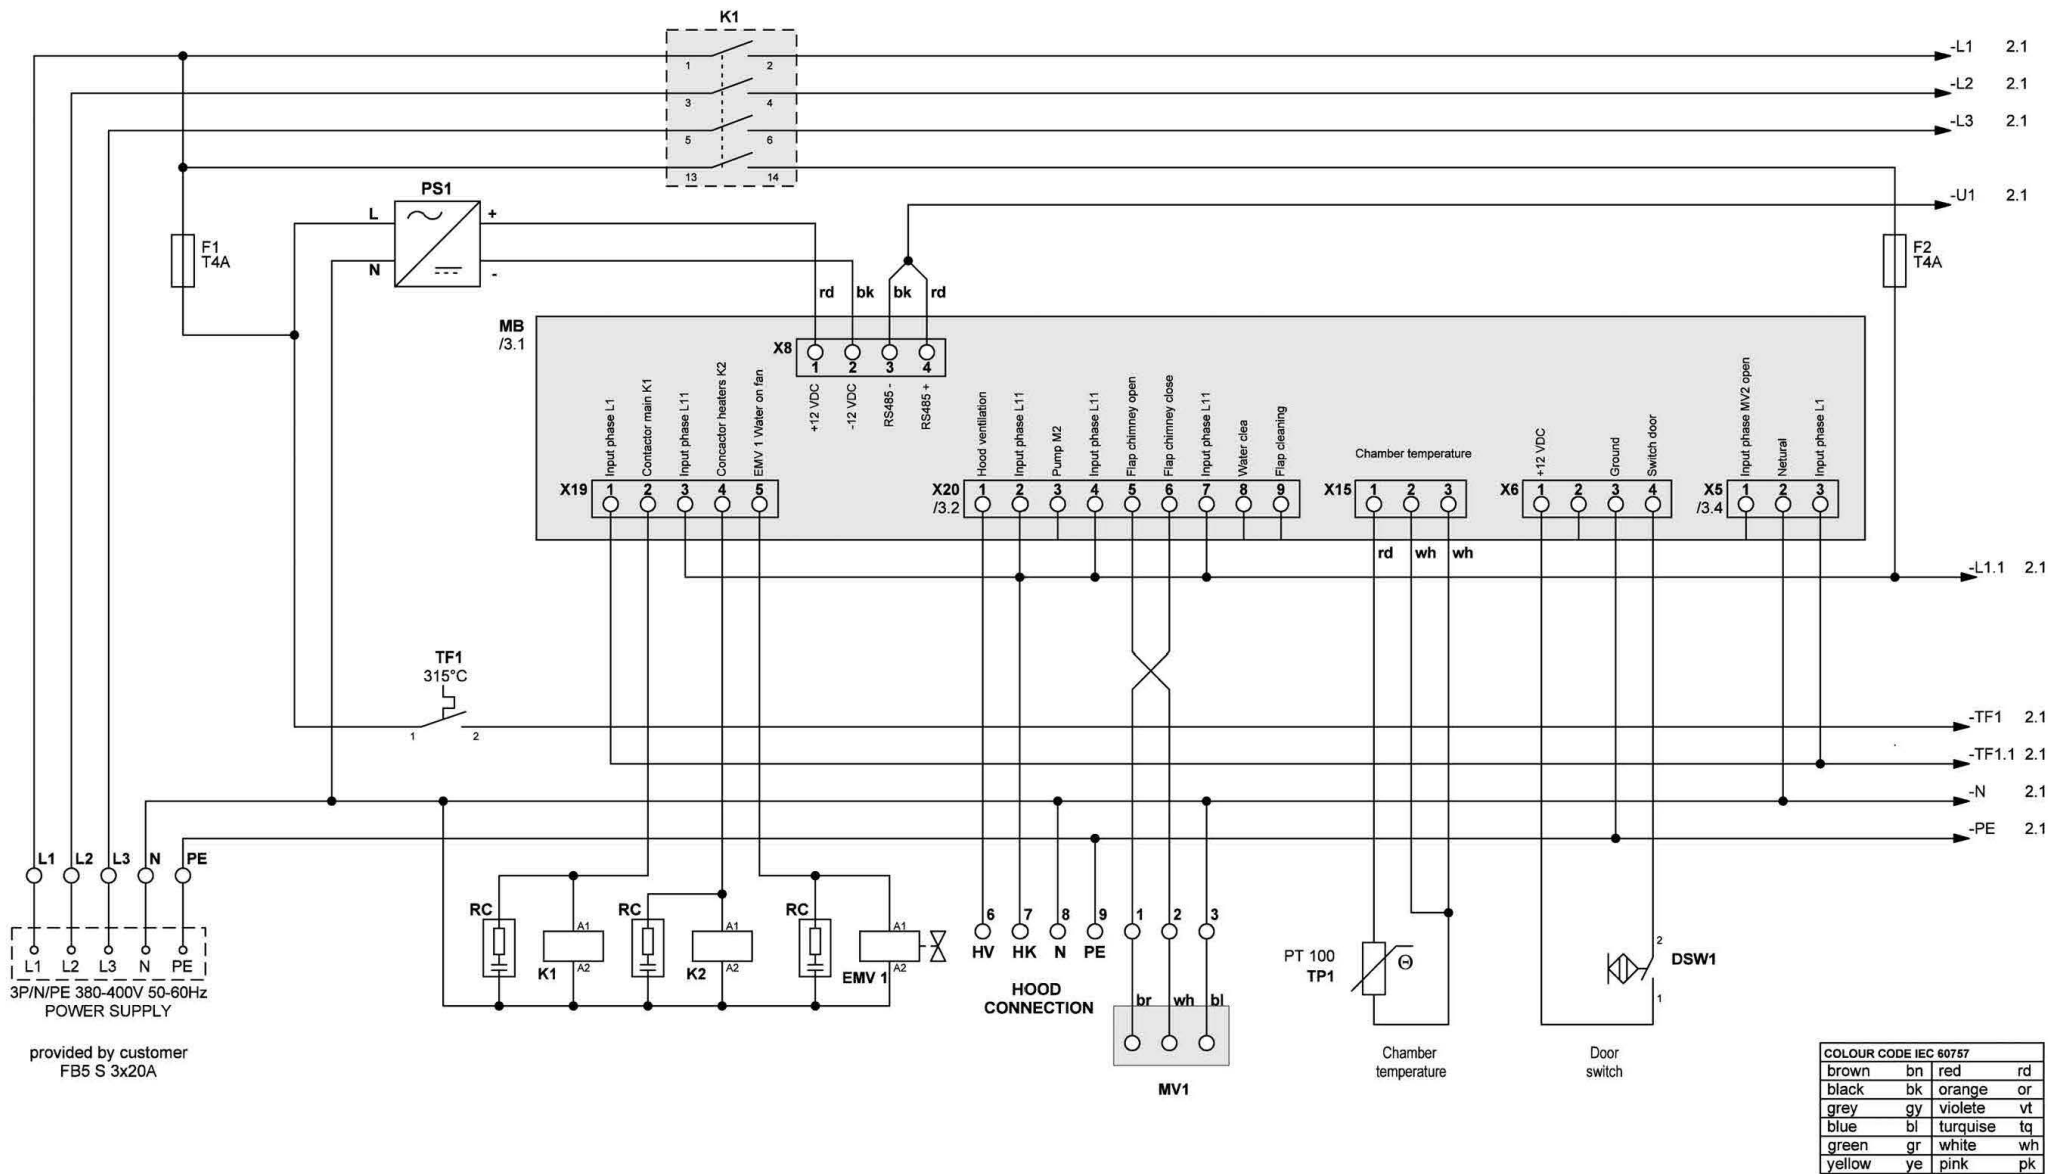 K1
1 2
-L1 2.1
3 4
-L2 2.1
5 6
-L3 2.1
13 14
PS1
L +
N -
-U1 2.1
F1
T4A
F2
T4A
rd bk bk rd
MB
/3.1
X8
1 2 3 4
+12 VDC
-12 VDC
RS485 -
RS485 +
Input phase L1
Contactor main K1
Input phase L11
Concactor heaters K2
EMV 1 Water on fan
X19
1 2 3 4 5
Hood ventilation
Input phase L11
Pump M2
Input phase L11
Flap chimney open
Flap chimney close
Input phase L11
Water clea
Flap cleaning
X20
/3.2
1 2 3 4 5 6 7 8 9
Chamber temperature
X15
1 2 3
+12 VDC
Ground
Switch door
X6
1 2 3 4
Input phase MV2 open
Netural
Input phase L1
X5
/3.4
1 2 3
rd wh wh
-L1.1 2.1
TF1
315°C
1 2
-TF1 2.1
-TF1.1 2.1
-N 2.1
-PE 2.1
L1 L2 L3 N PE
L1 L2 L3 N PE
3P/N/PE 380-400V 50-60Hz
POWER SUPPLY
provided by customer
FB5 S 3x20A
RC
A1
K1
A2
RC
A1
K2
A2
RC
A1
EMV 1
A2
6 7 8 9
HV HK N PE
HOOD
CONNECTION
1 2 3
br wh bl
MV1
PT 100
TP1
Θ
Chamber
temperature
2
DSW1
1
Door
switch
COLOUR CODE IEC 60757
brown bn red rd
black bk orange or
grey gy violete vt
blue bl turquise tq
green gr white wh
yellow ye pink pk